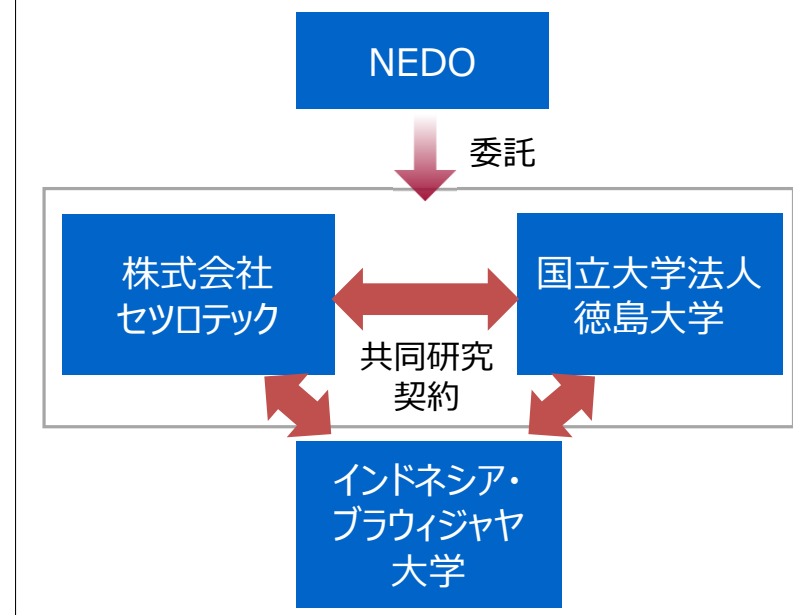 NEDO
委託
株式会社
セツロテック
国立大学法人
徳島大学
共同研究
契約
インドネシア・
ブラウィジャヤ
大学